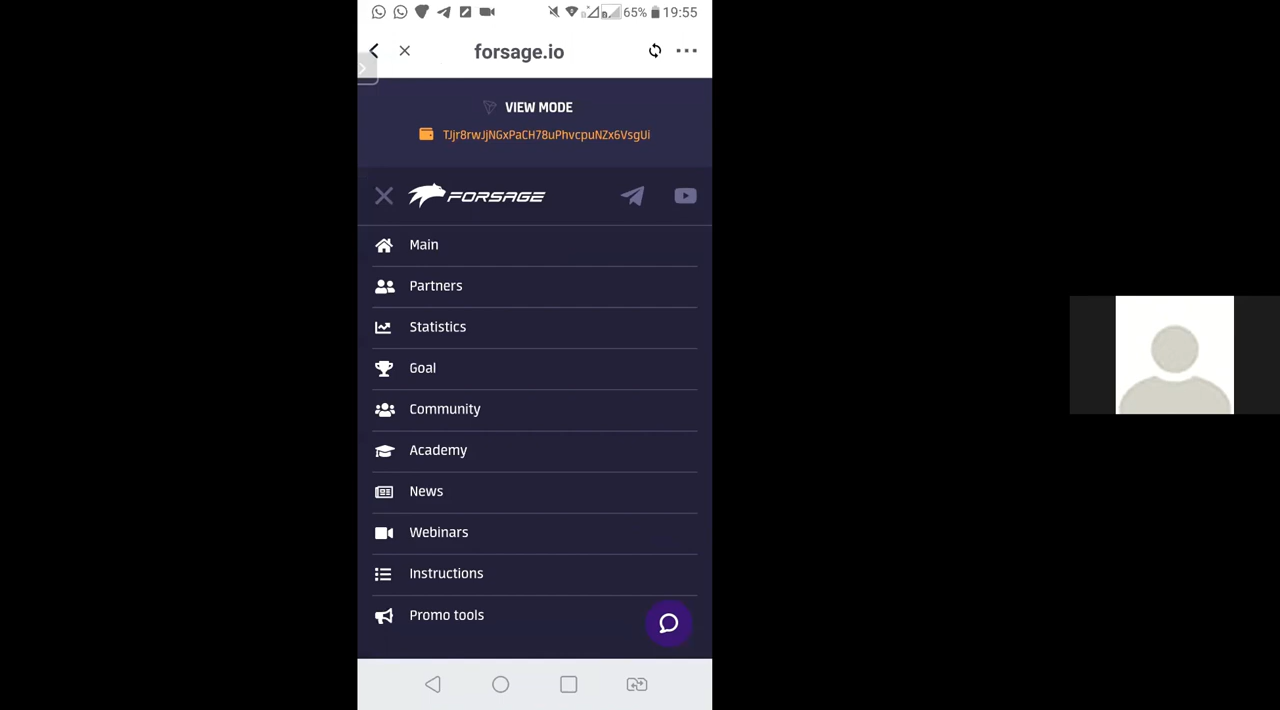 65% 19:55
forsage.io
VIEW MODE
TJjr8rwJjNGxPaCH78uPhvcpuNZx6VsgUi
FORSAGE
Main
Partners
Statistics
Goal
Community
Academy
News
Webinars
Instructions
Promo tools